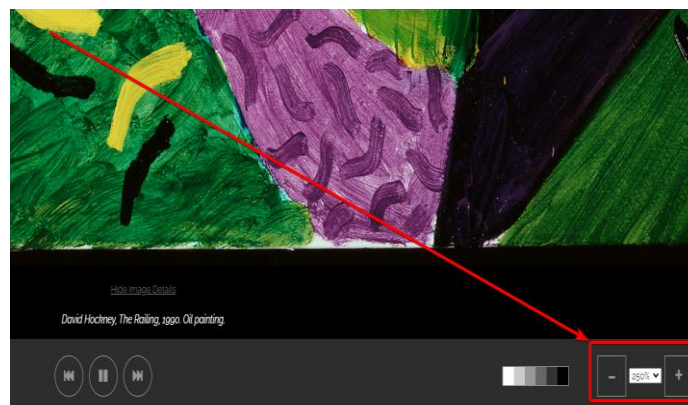 Hide Image Details
David Hockney, The Railing, 1990. Oil painting.
- 250% +